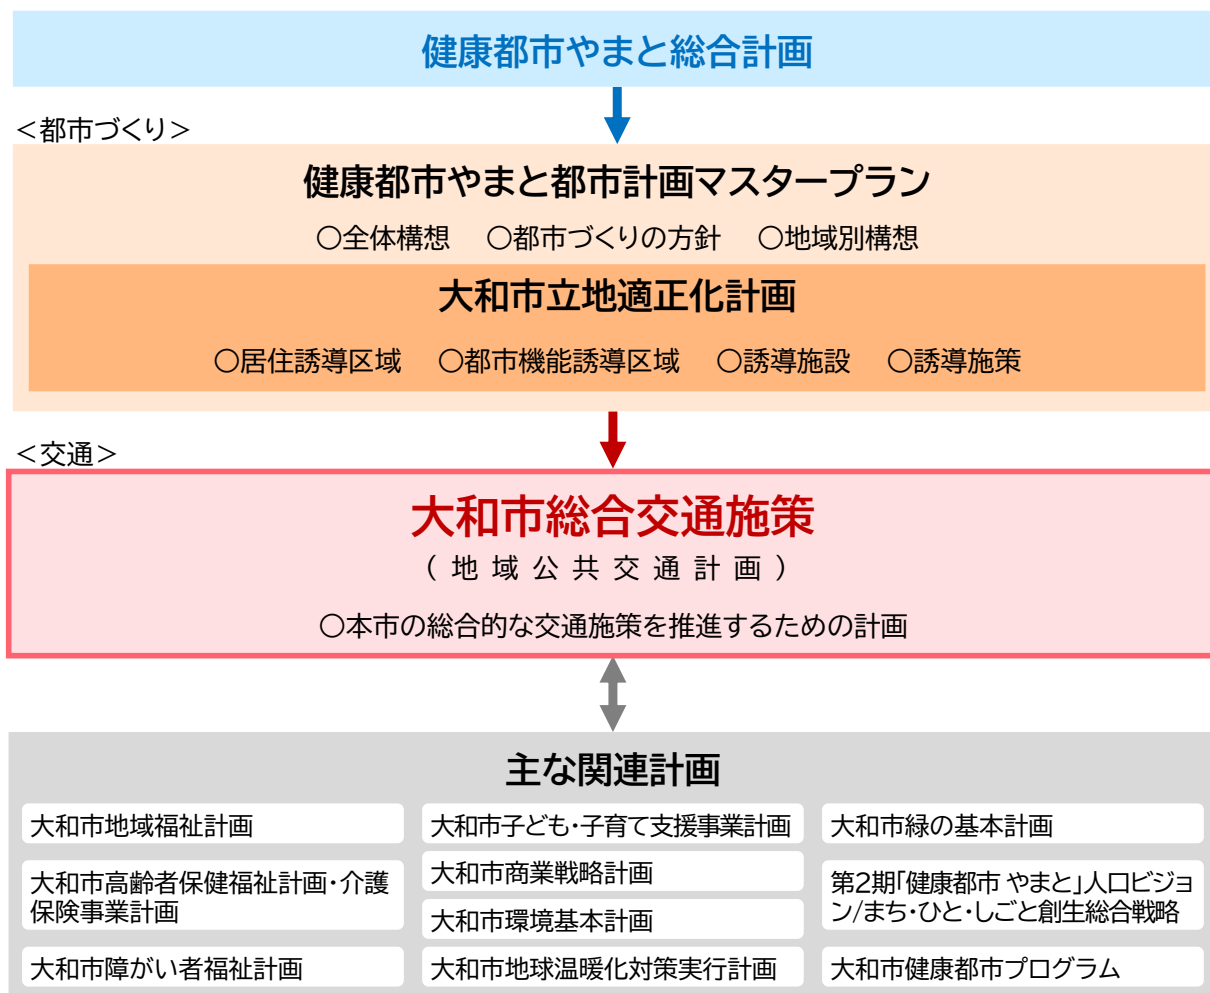 健康都市やまと総合計画
＜都市づくり＞
健康都市やまと都市計画マスタープラン
○全体構想　○都市づくりの方針　○地域別構想
大和市立地適正化計画
○居住誘導区域　○都市機能誘導区域　○誘導施設　○誘導施策
＜交通＞
大和市総合交通施策
（地域公共交通計画）
○本市の総合的な交通施策を推進するための計画
主な関連計画
大和市地域福祉計画
大和市高齢者保健福祉計画・介護
保険事業計画
大和市障がい者福祉計画
大和市子ども・子育て支援事業計画
大和市商業戦略計画
大和市環境基本計画
大和市地球温暖化対策実行計画
大和市緑の基本計画
第2期「健康都市 やまと」人口ビジョ
ン/まち・ひと・しごと創生総合戦略
大和市健康都市プログラム